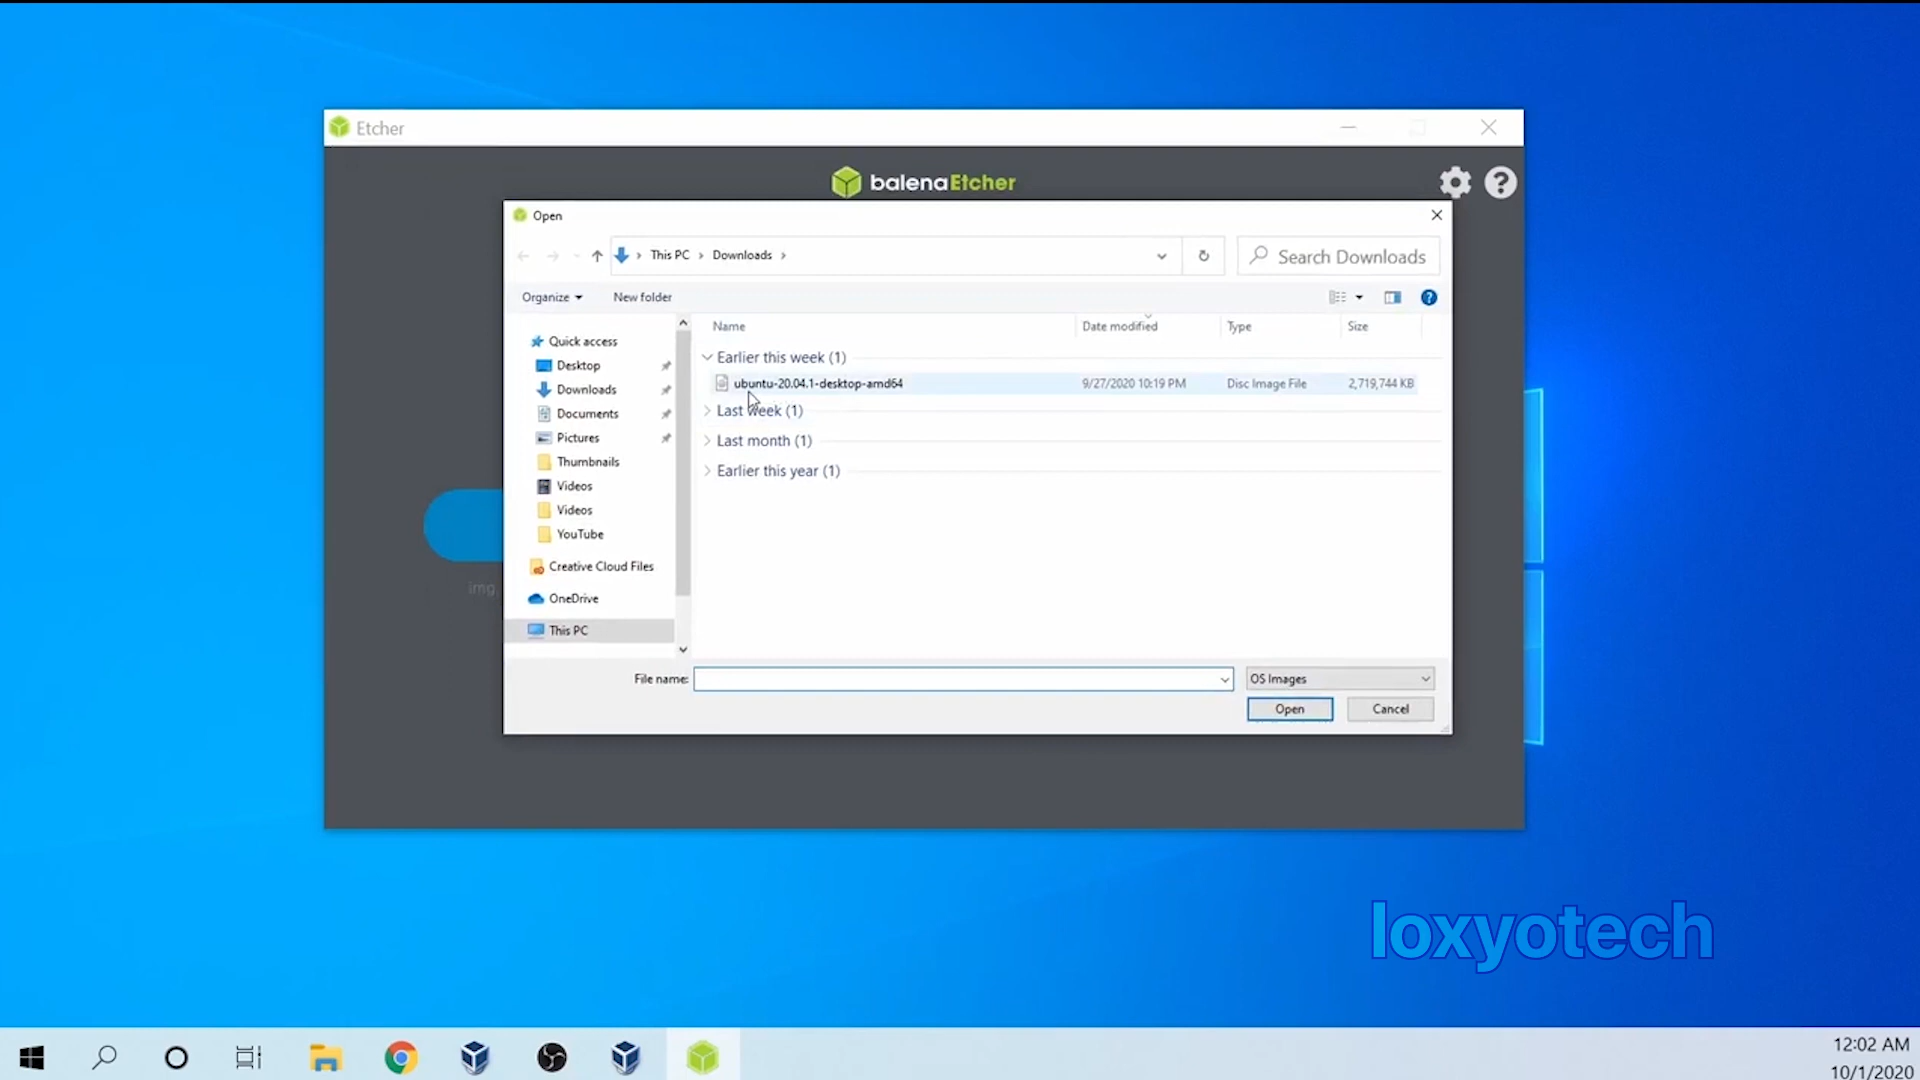 Etcher
balenaEtcher
Open
This PC > Downloads >
Search Downloads
Organize
New folder
Name
Date modified
Type
Size
Quick access
Desktop
Downloads
Documents
Pictures
Thumbnails
Videos
Videos
YouTube
Creative Cloud Files
OneDrive
This PC
Earlier this week (1)
ubuntu-20.04.1-desktop-amd64 9/27/2020 10:19 PM Disc Image File 2,719,744 KB
Last week (1)
Last month (1)
Earlier this year (1)
img,
File name:
OS Images
Open
Cancel
loxyotech
12:02 AM
10/1/2020